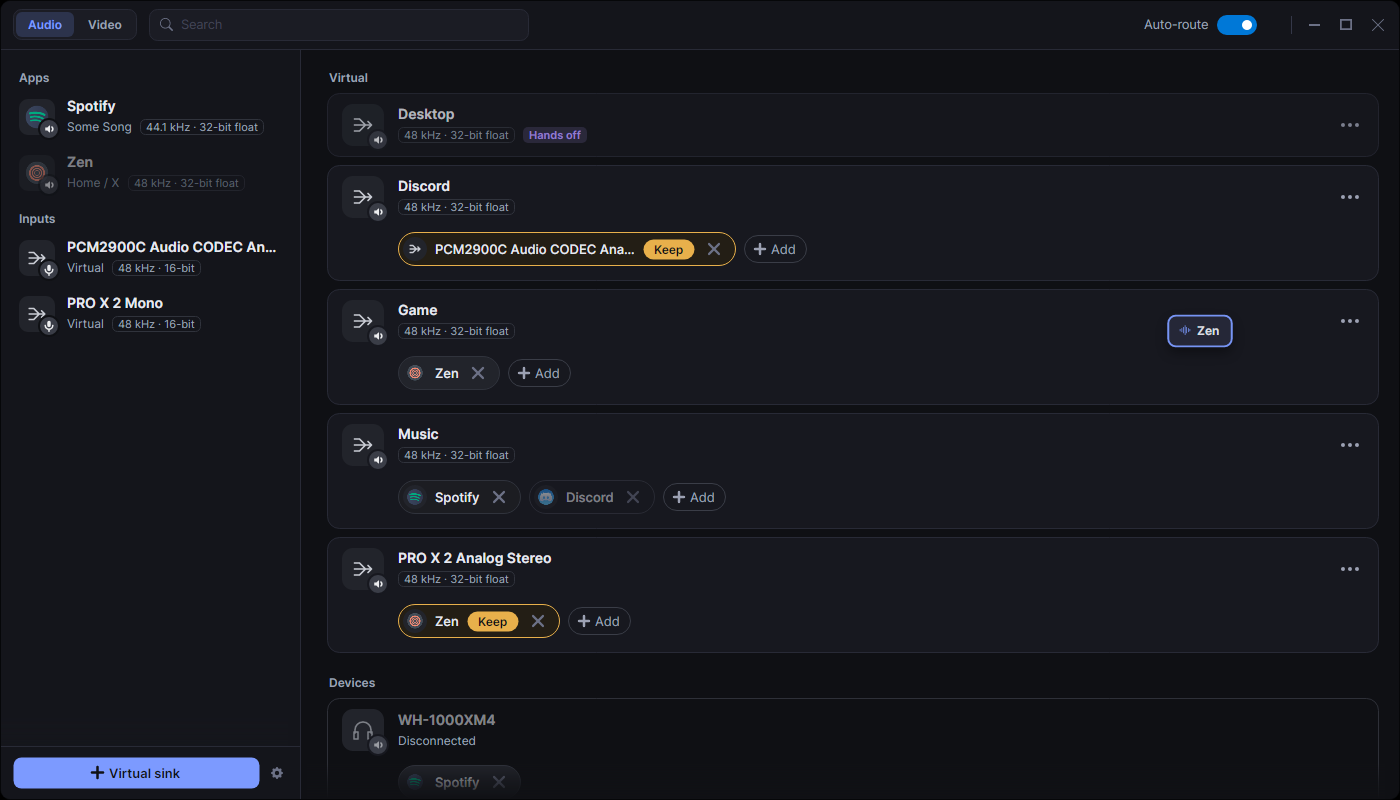 Audio Video Search Auto-route
Apps
Spotify
Some Song 44.1 kHz · 32-bit float
Zen
Home / X 48 kHz · 32-bit float
Inputs
PCM2900C Audio CODEC An...
Virtual 48 kHz · 16-bit
PRO X 2 Mono
Virtual 48 kHz · 16-bit
Virtual sink
Virtual
Desktop
48 kHz · 32-bit float Hands off
Discord
48 kHz · 32-bit float
PCM2900C Audio CODEC Ana... Keep Add
Game
48 kHz · 32-bit float
Zen
Zen Add
Music
48 kHz · 32-bit float
Spotify Discord Add
PRO X 2 Analog Stereo
48 kHz · 32-bit float
Zen Keep Add
Devices
WH-1000XM4
Disconnected
Spotify